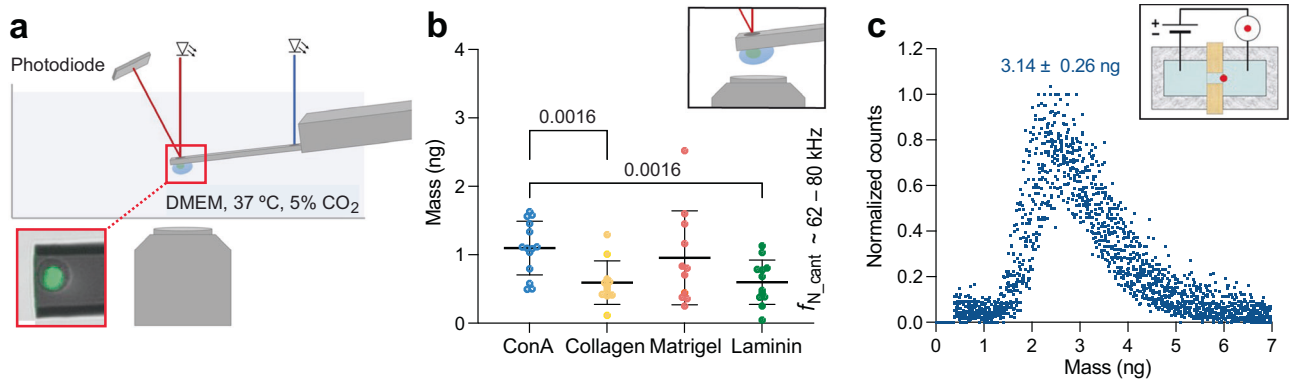 a
Photodiode
DMEM, 37 ºC, 5% CO₂
b
4
3
2
1
0
Mass (ng)
0.0016
0.0016
ConA Collagen Matrigel Laminin
f_N_cant ~ 62 – 80 kHz
c
3.14 ± 0.26 ng
1.2
1.0
0.8
0.6
0.4
0.2
0.0
Normalized counts
0 1 2 3 4 5 6 7
Mass (ng)
+
−